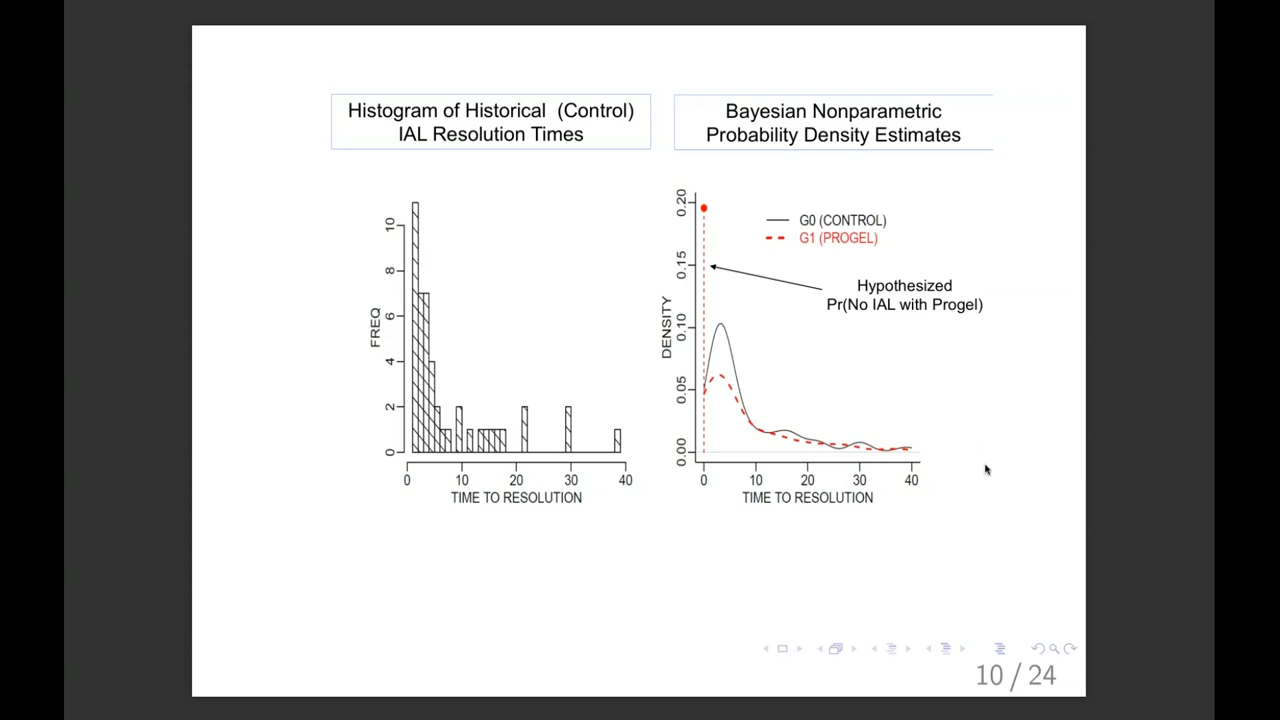 Histogram of Historical (Control)
IAL Resolution Times
Bayesian Nonparametric
Probability Density Estimates
FREQ
10
8
6
4
2
0
0 10 20 30 40
TIME TO RESOLUTION
DENSITY
0.20
0.15
0.10
0.05
0.00
G0 (CONTROL)
G1 (PROGEL)
Hypothesized
Pr(No IAL with Progel)
0 10 20 30 40
TIME TO RESOLUTION
10 / 24